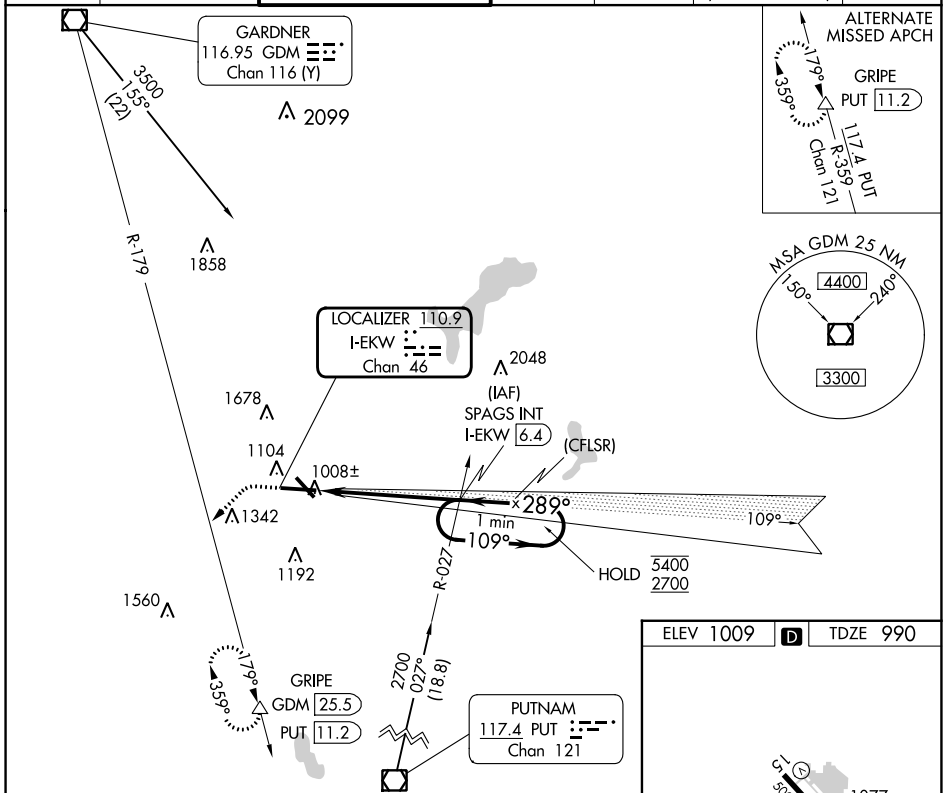 GARDNER
116.95 GDM
Chan 116 (Y)
3500
155°
(22)
2099
ALTERNATE
MISSED APCH
179°
359°
GRIPE
PUT 11.2
117.4 PUT
R-359
Chan 121
R-179
1858
MSA GDM 25 NM
150°
4400
240°
3300
LOCALIZER 110.9
I-EKW
Chan 46
2048
(IAF)
SPAGS INT
I-EKW 6.4
(CFLSR)
1678
1104
1008±
x 289°
1 min
109°
109°
1342
1192
HOLD 5400
2700
R-027
1560
2700
027°
(18.8)
179°
359°
GRIPE
GDM 25.5
PUT 11.2
PUTNAM
117.4 PUT
Chan 121
ELEV 1009 D TDZE 990
15
V